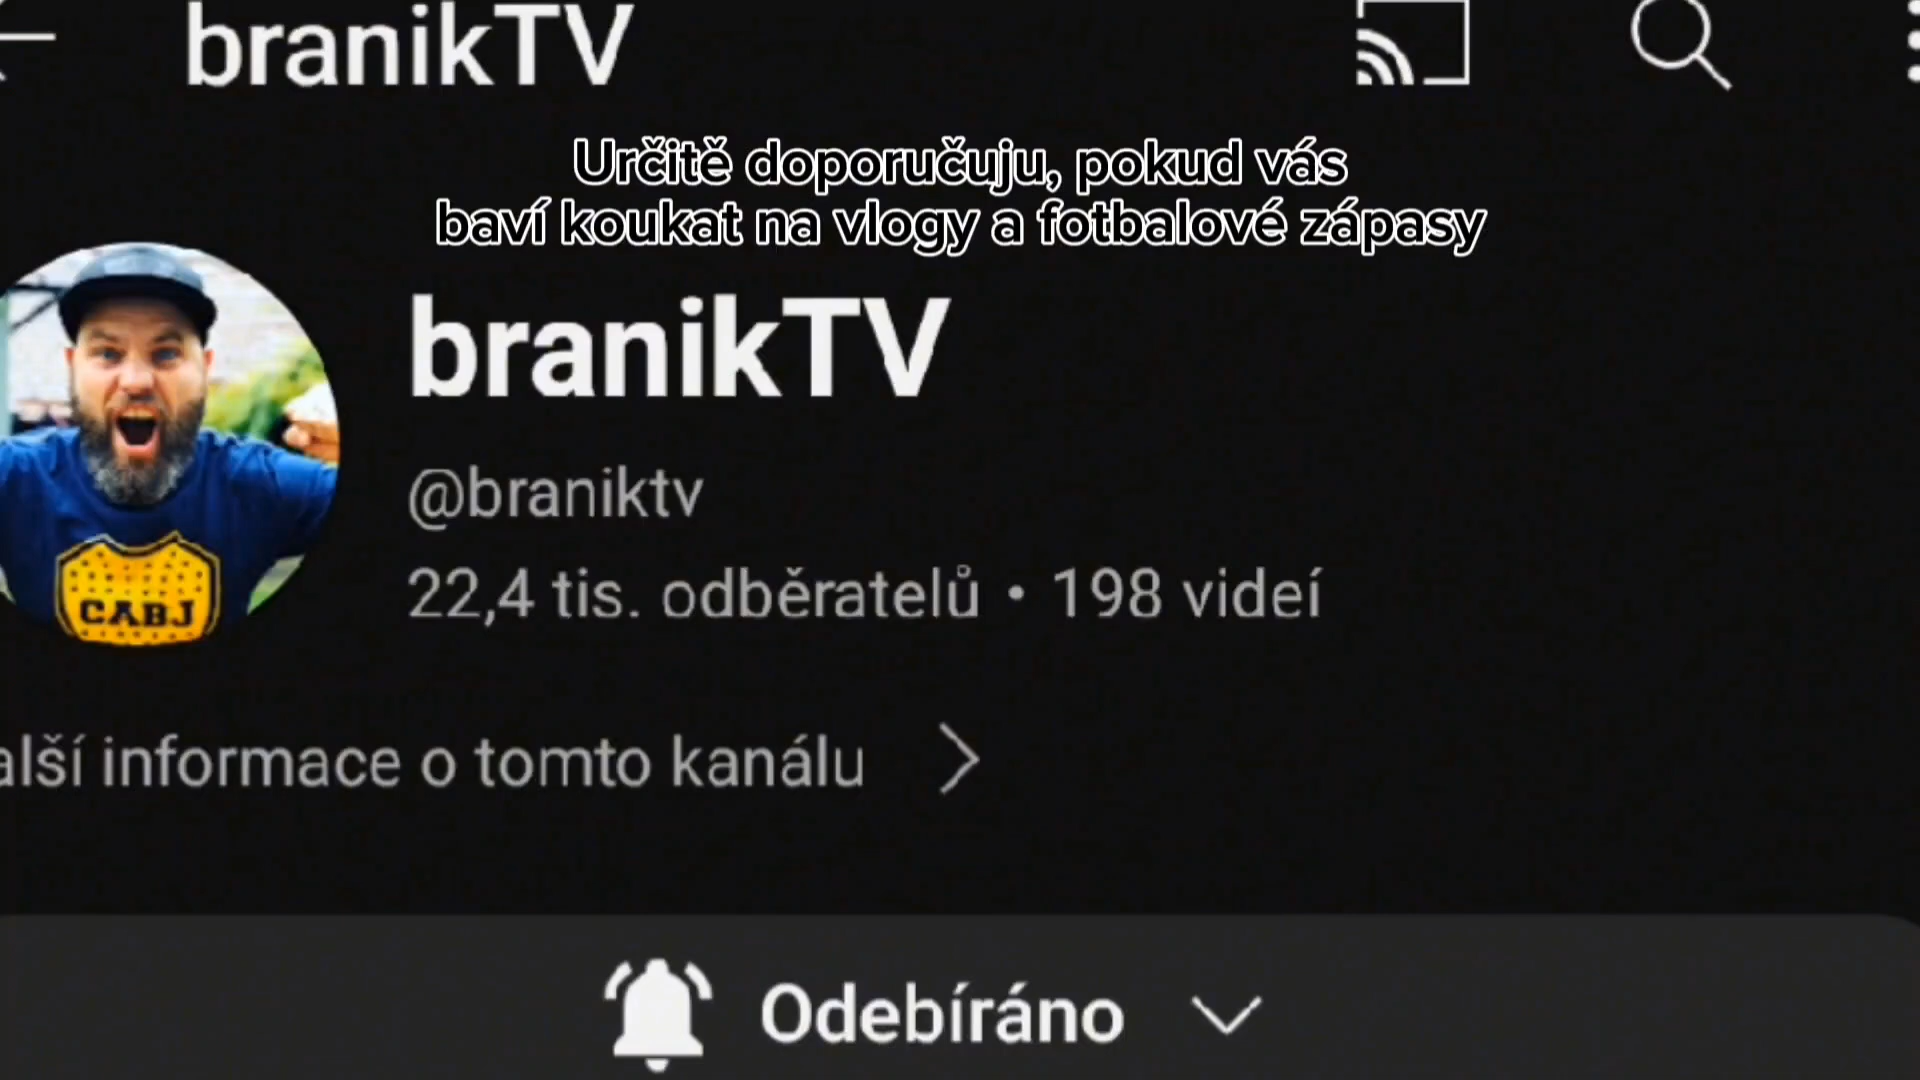 branikTV
Určitě doporučuju, pokud vás
baví koukat na vlogy a fotbalové zápasy
branikTV
@braniktv
22,4 tis. odběratelů • 198 videí
CABJ
alší informace o tomto kanálu
Odebíráno